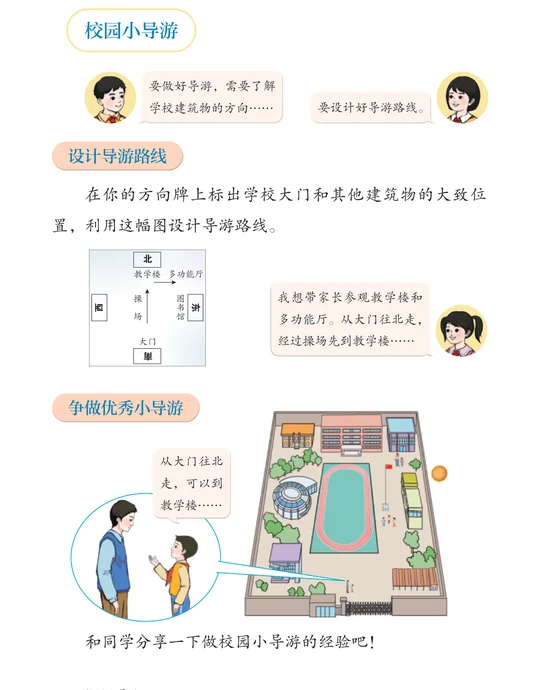 校园小导游
要做好导游，需要了解
学校建筑物的方向……
要设计好导游路线。
设计导游路线
在你的方向牌上标出学校大门和其他建筑物的大致位
置，利用这幅图设计导游路线。
北
教学楼 多功能厅
西
操场
图书馆
东
大门
南
我想带家长参观教学楼和
多功能厅。从大门往北走，
经过操场先到教学楼……
争做优秀小导游
从大门往北
走，可以到
教学楼……
和同学分享一下做校园小导游的经验吧！